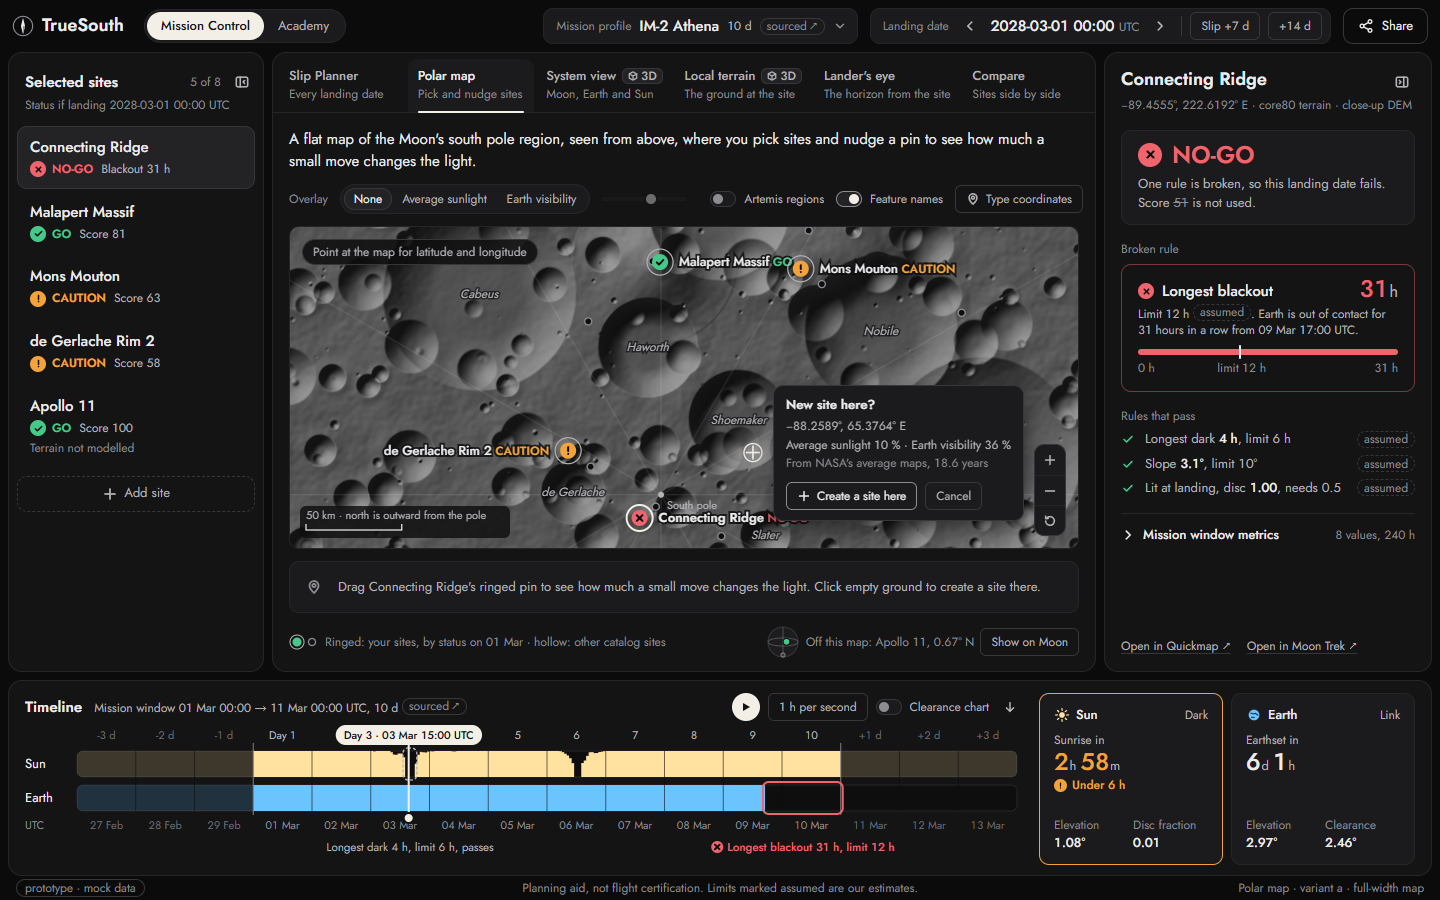 TrueSouth
Mission Control
Academy
Mission profile IM-2 Athena 10 d sourced ↗
Landing date 2028-03-01 00:00 UTC
Slip +7 d
+14 d
Share
Selected sites 5 of 8
Status if landing 2028-03-01 00:00 UTC
Connecting Ridge
NO-GO Blackout 31 h
Malapert Massif
GO Score 81
Mons Mouton
CAUTION Score 63
de Gerlache Rim 2
CAUTION Score 58
Apollo 11
GO Score 100
Terrain not modelled
+ Add site
Slip Planner
Every landing date
Polar map
Pick and nudge sites
System view 3D
Moon, Earth and Sun
Local terrain 3D
The ground at the site
Lander's eye
The horizon from the site
Compare
Sites side by side
A flat map of the Moon's south pole region, seen from above, where you pick sites and nudge a pin to see how much a
small move changes the light.
Overlay None Average sunlight Earth visibility
Artemis regions
Feature names
Type coordinates
Point at the map for latitude and longitude
Malapert Massif GO
Mons Mouton CAUTION
Cabeus
Nobile
Haworth
Shoemaker
de Gerlache Rim 2 CAUTION
de Gerlache
South pole
Connecting Ridge
Slater
New site here?
−88.2589°, 65.3764° E
Average sunlight 10 % · Earth visibility 36 %
From NASA's average maps, 18.6 years
+ Create a site here
Cancel
50 km · north is outward from the pole
Drag Connecting Ridge's ringed pin to see how much a small move changes the light. Click empty ground to create a site there.
Ringed: your sites, by status on 01 Mar · hollow: other catalog sites
Off this map: Apollo 11, 0.67° N
Show on Moon
Connecting Ridge
−89.4555°, 222.6192° E · core80 terrain · close-up DEM
NO-GO
One rule is broken, so this landing date fails.
Score 51 is not used.
Broken rule
Longest blackout 31 h
Limit 12 h assumed . Earth is out of contact for
31 hours in a row from 09 Mar 17:00 UTC.
0 h limit 12 h 31 h
Rules that pass
Longest dark 4 h, limit 6 h assumed
Slope 3.1°, limit 10° assumed
Lit at landing, disc 1.00, needs 0.5 assumed
Mission window metrics 8 values, 240 h
Open in Quickmap ↗
Open in Moon Trek ↗
Timeline Mission window 01 Mar 00:00 → 11 Mar 00:00 UTC, 10 d sourced ↗
1 h per second
Clearance chart ↓
-3 d -2 d -1 d Day 1 Day 3 · 03 Mar 15:00 UTC 5 6 7 8 9 10 +1 d +2 d +3 d
Sun
Earth
UTC 27 Feb 28 Feb 29 Feb 01 Mar 02 Mar 03 Mar 04 Mar 05 Mar 06 Mar 07 Mar 08 Mar 09 Mar 10 Mar 11 Mar 12 Mar 13 Mar
Longest dark 4 h, limit 6 h, passes
Longest blackout 31 h, limit 12 h
Sun Dark
Sunrise in
2h 58m
Under 6 h
Elevation Disc fraction
1.08° 0.01
Earth Link
Earthset in
6d 1h
Elevation Clearance
2.97° 2.46°
prototype · mock data
Planning aid, not flight certification. Limits marked assumed are our estimates.
Polar map · variant a · full-width map